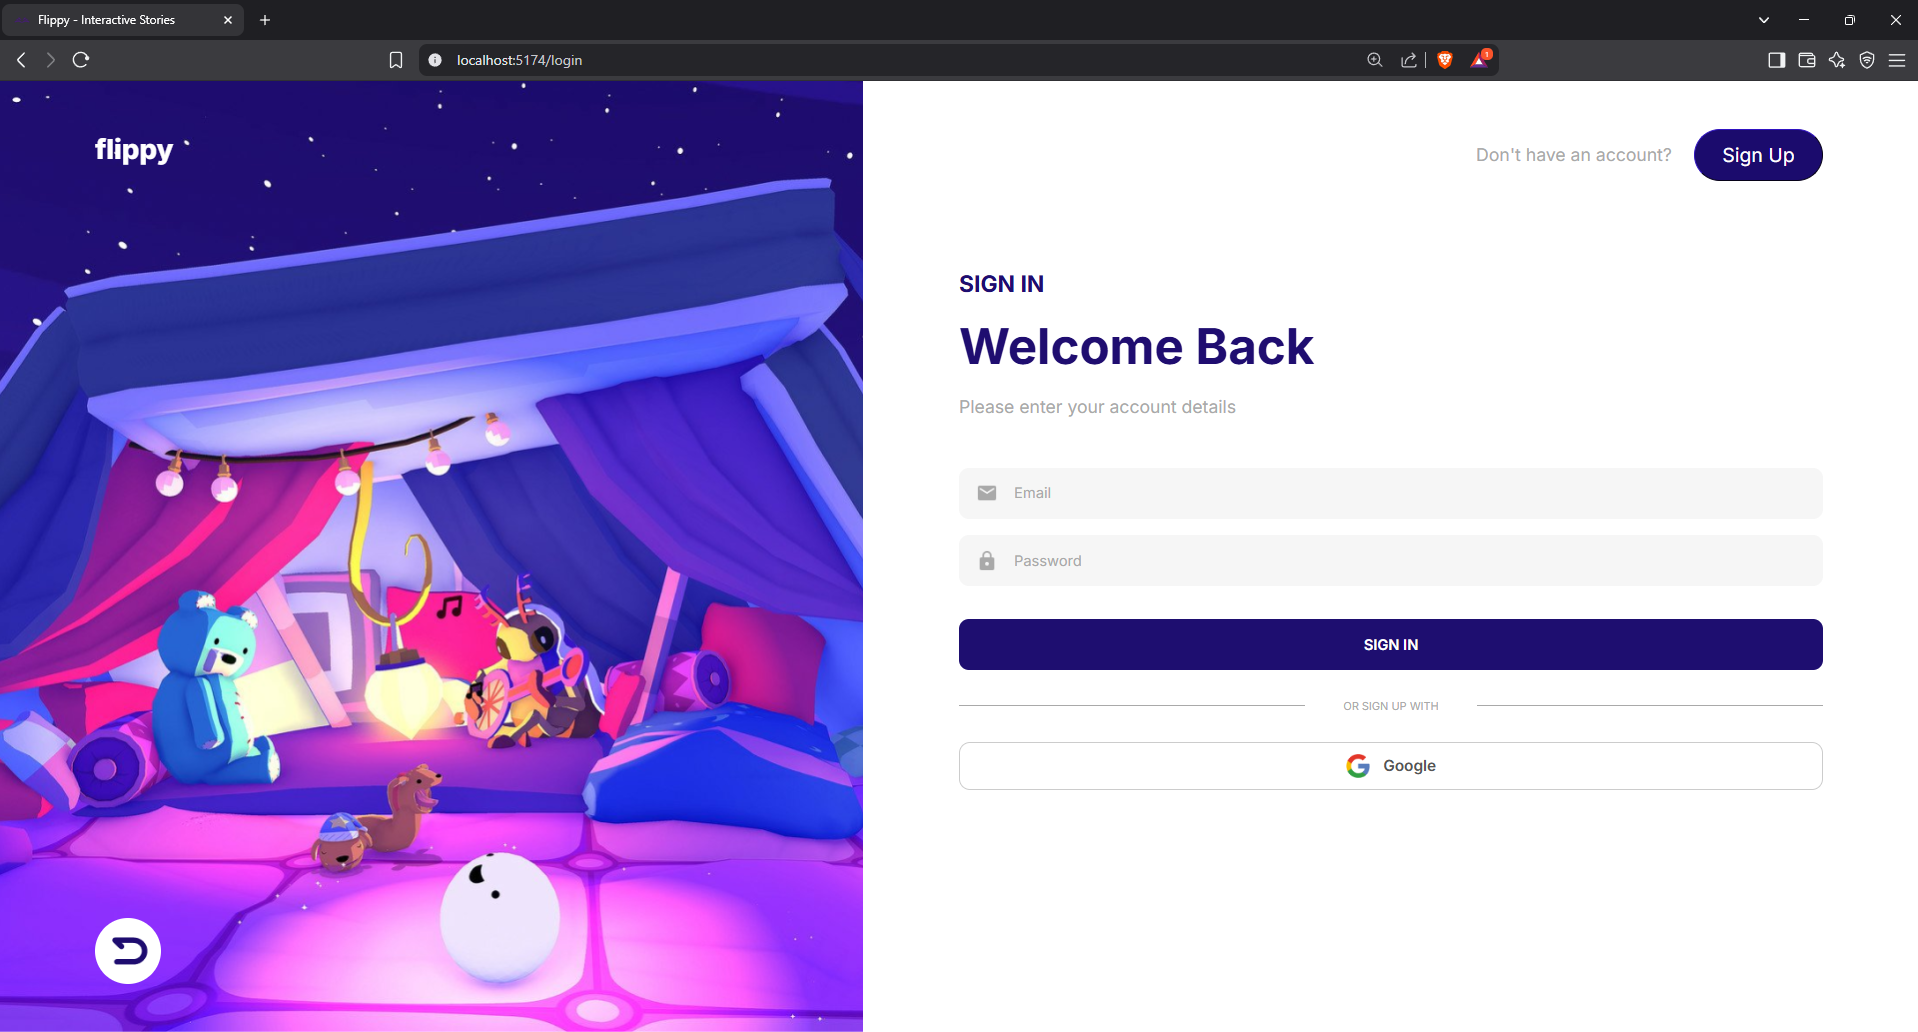 Flippy - Interactive Stories
localhost:5174/login
1
flippy
Don't have an account?
Sign Up
SIGN IN
Welcome Back
Please enter your account details
Email
Password
SIGN IN
OR SIGN UP WITH
Google